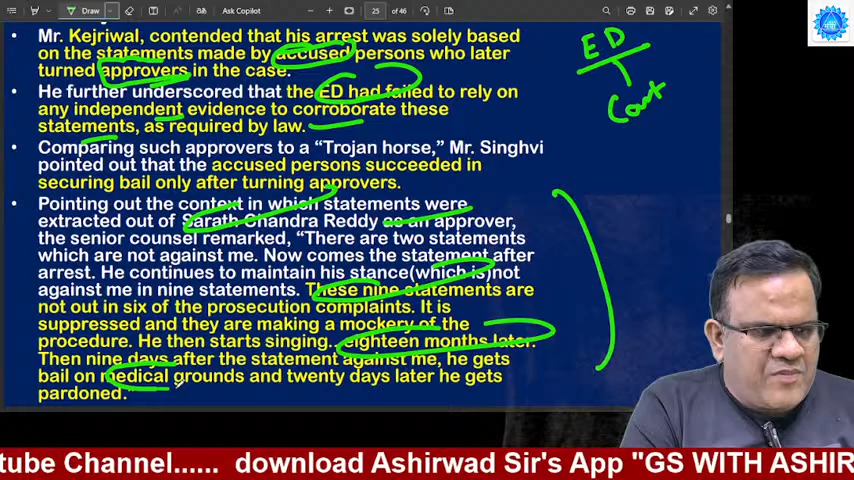 Draw
Ask Copilot
25
of 46
Mr. Kejriwal, contended that his arrest was solely based
on the statements made by accused persons who later
turned approvers in the case.
He further underscored that the ED had failed to rely on
any independent evidence to corroborate these
statements, as required by law.
Comparing such approvers to a “Trojan horse,” Mr. Singhvi
pointed out that the accused persons succeeded in
securing bail only after turning approvers.
Pointing out the context in which statements were
extracted out of Sarath Chandra Reddy as an approver,
the senior counsel remarked, “There are two statements
which are not against me. Now comes the statement after
arrest. He continues to maintain his stance(which is)not
against me in nine statements. These nine statements are
not out in six of the prosecution complaints. It is
suppressed and they are making a mockery of the
procedure. He then starts singing.. eighteen months later.
Then nine days after the statement against me, he gets
bail on medical grounds and twenty days later he gets
pardoned.”
ED
Court
tube Channel...... download Ashirwad Sir's App "GS WITH ASHIR